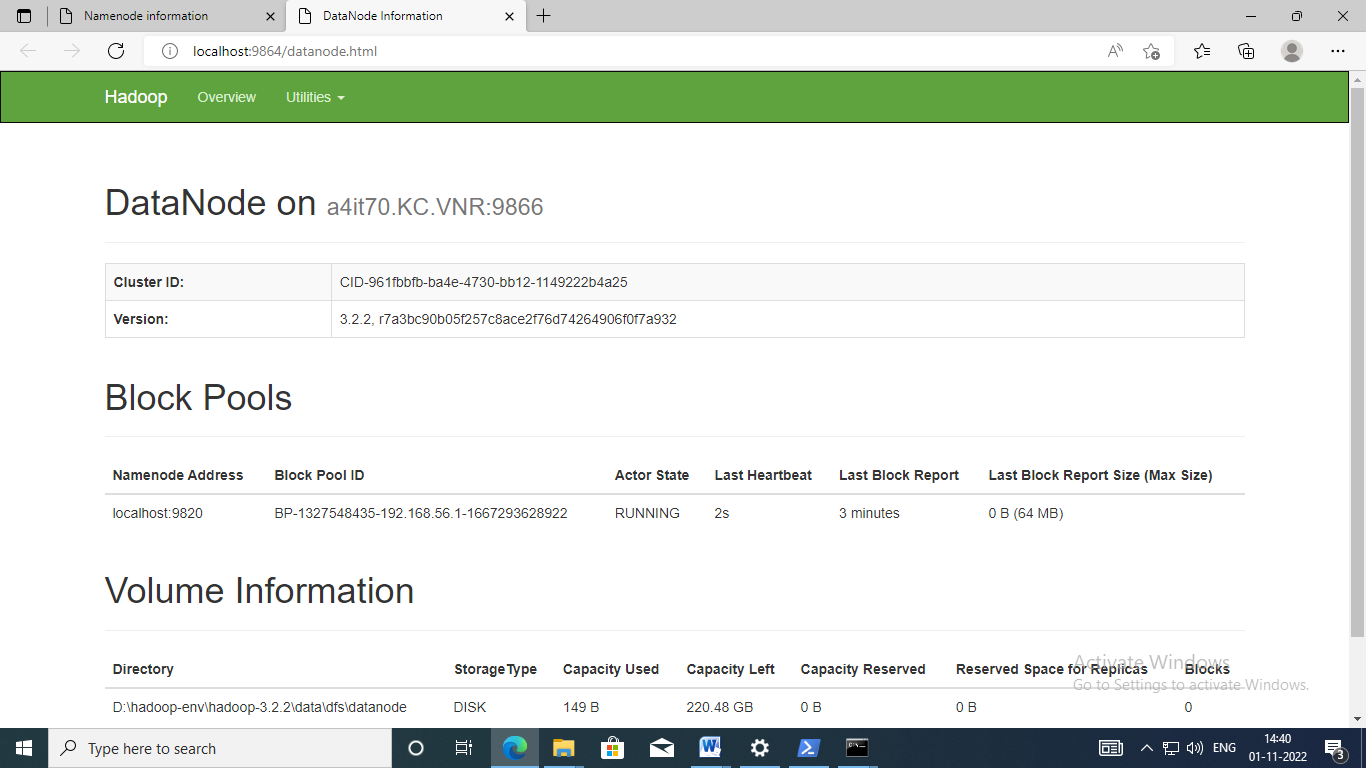 Namenode information
DataNode Information
localhost:9864/datanode.html
Hadoop Overview Utilities
DataNode on a4it70.KC.VNR:9866
Cluster ID: CID-961fbbfb-ba4e-4730-bb12-1149222b4a25
Version: 3.2.2, r7a3bc90b05f257c8ace2f76d74264906f0f7a932
Block Pools
Namenode Address Block Pool ID Actor State Last Heartbeat Last Block Report Last Block Report Size (Max Size)
localhost:9820 BP-1327548435-192.168.56.1-1667293628922 RUNNING 2s 3 minutes 0 B (64 MB)
Volume Information
Directory StorageType Capacity Used Capacity Left Capacity Reserved Reserved Space for Replicas Blocks
D:\hadoop-env\hadoop-3.2.2\data\dfs\datanode DISK 149 B 220.48 GB 0 B 0 B 0
Activate Windows
Go to Settings to activate Windows.
Type here to search
ENG
14:40
01-11-2022
3